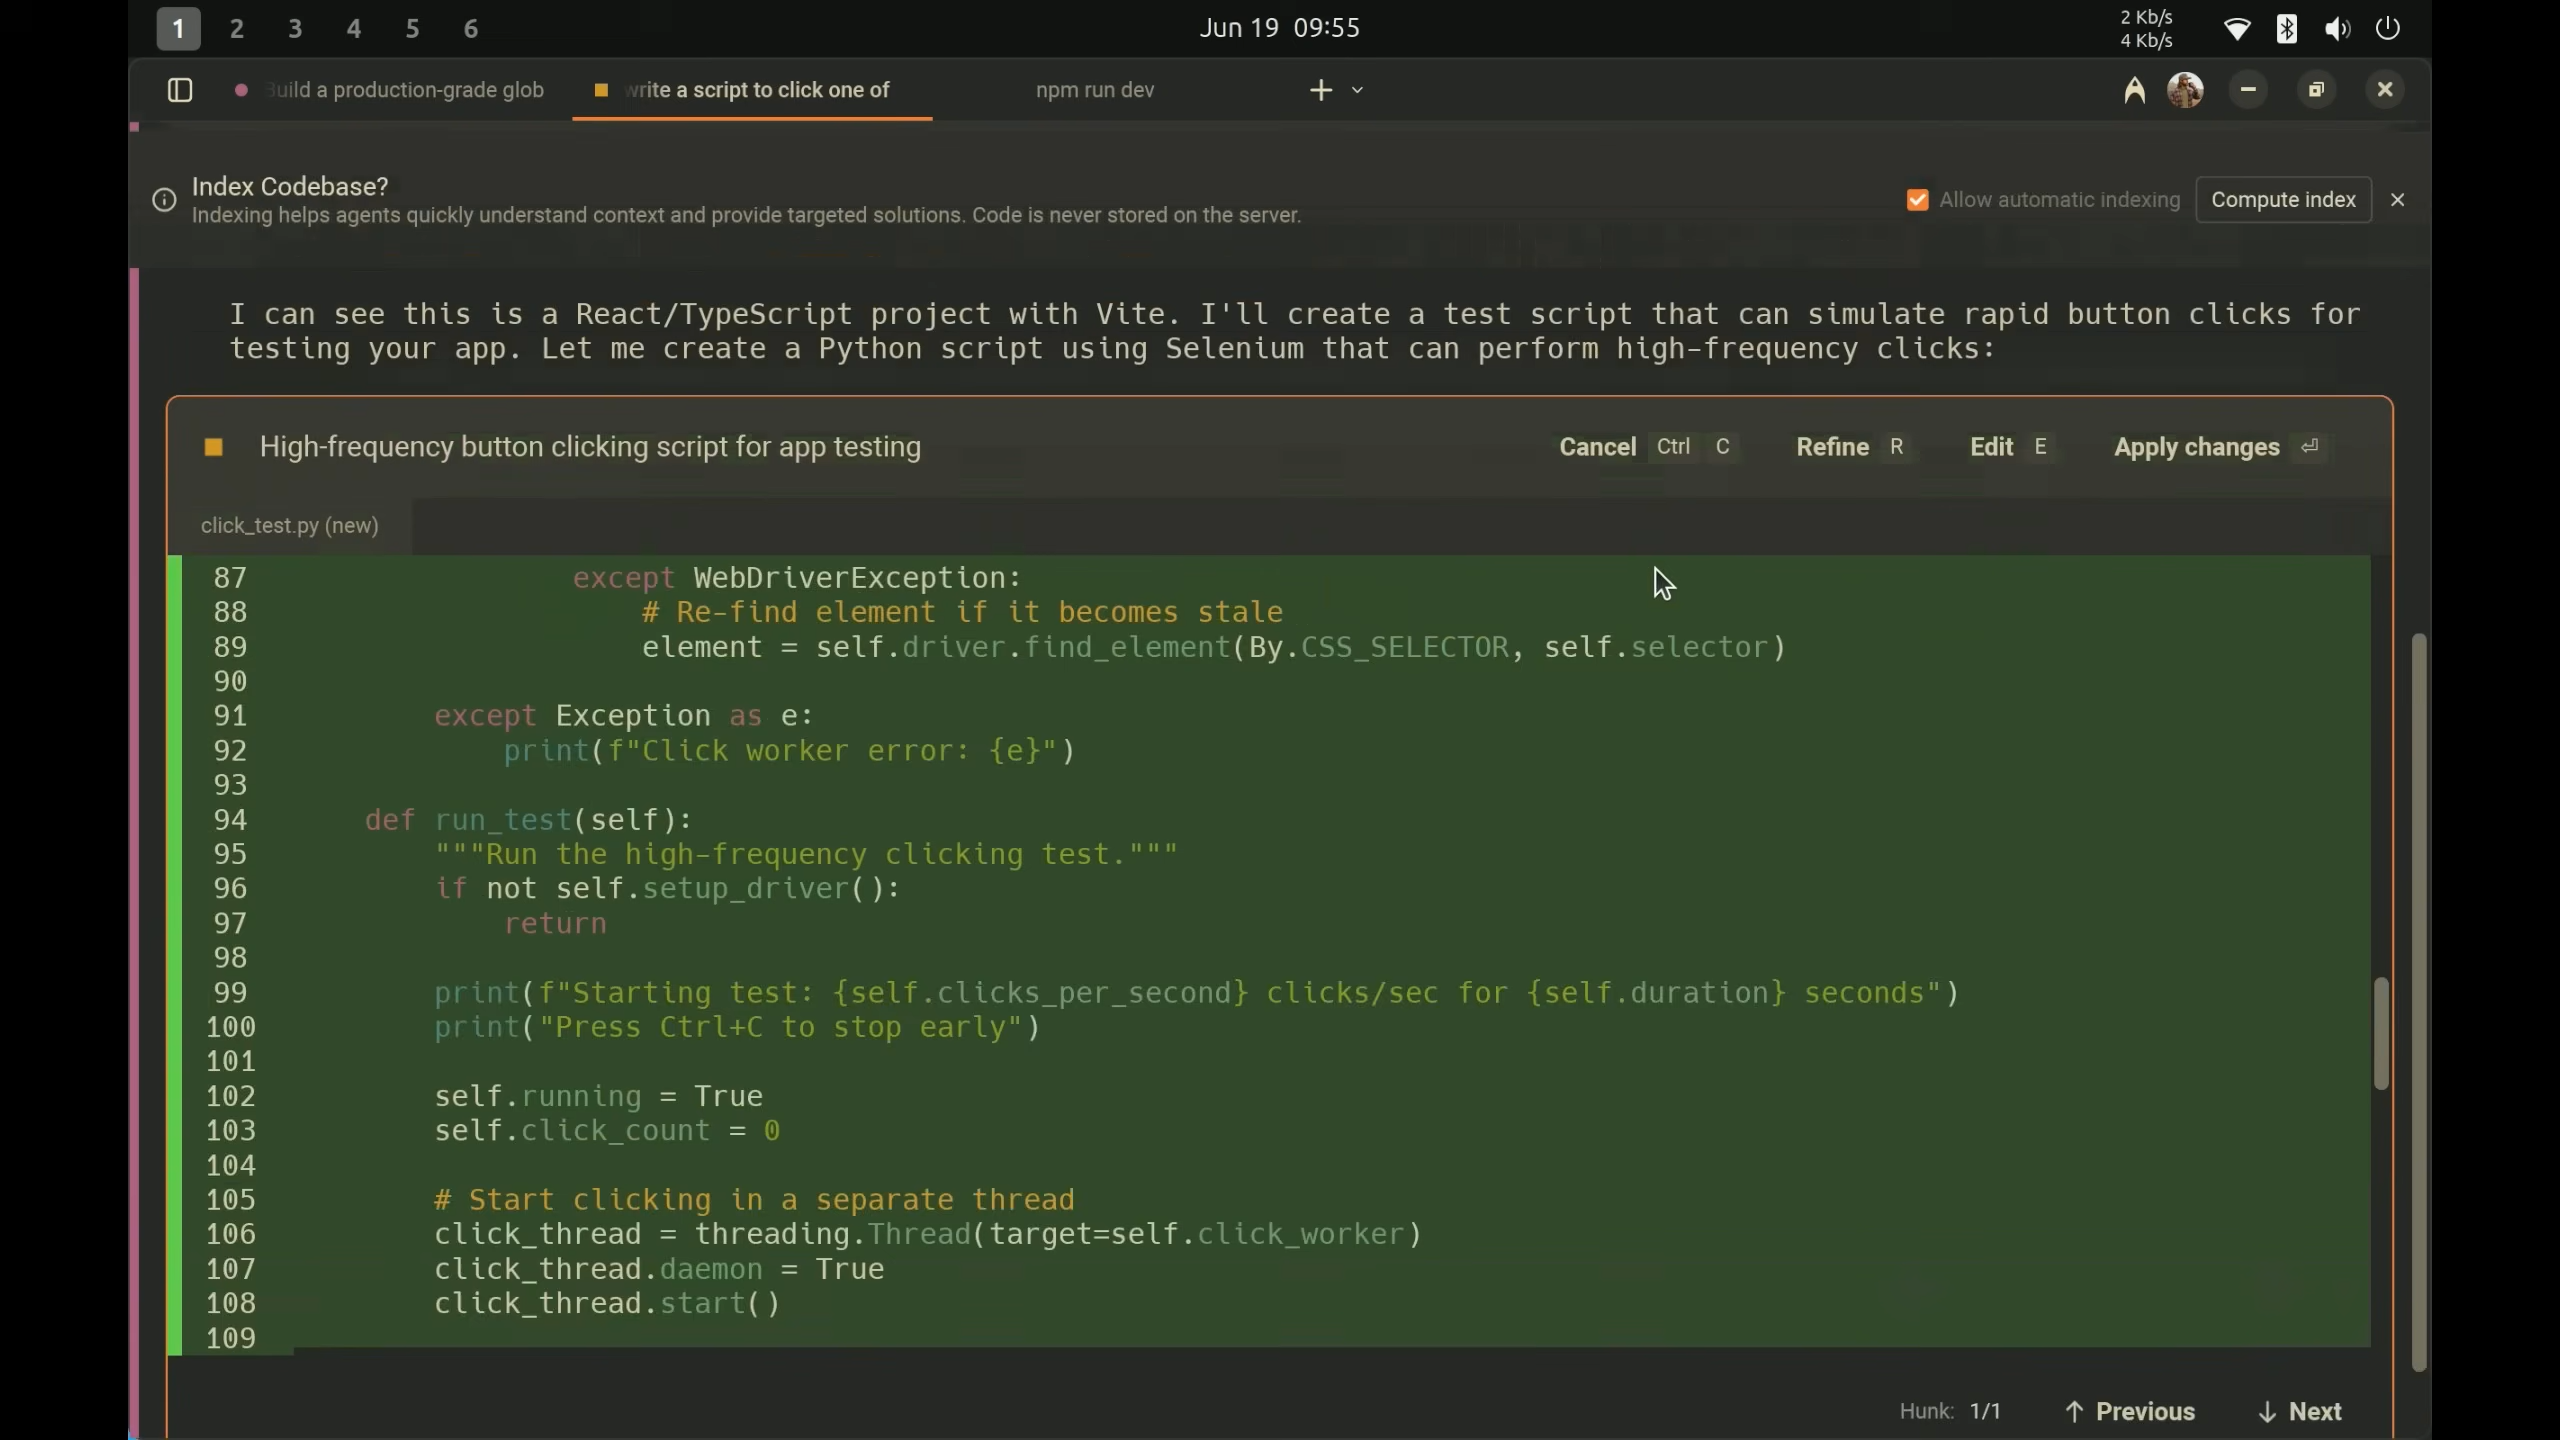 1 2 3 4 5 6
Jun 19 09:55
2 Kb/s
4 Kb/s
Build a production-grade glob
write a script to click one of
npm run dev
Index Codebase?
Indexing helps agents quickly understand context and provide targeted solutions. Code is never stored on the server.
Allow automatic indexing
Compute index
I can see this is a React/TypeScript project with Vite. I'll create a test script that can simulate rapid button clicks for
testing your app. Let me create a Python script using Selenium that can perform high-frequency clicks:
High-frequency button clicking script for app testing
Cancel Ctrl C
Refine R
Edit E
Apply changes ⏎
click_test.py (new)
87 except WebDriverException:
88 # Re-find element if it becomes stale
89 element = self.driver.find_element(By.CSS_SELECTOR, self.selector)
90
91 except Exception as e:
92 print(f"Click worker error: {e}")
93
94 def run_test(self):
95 """Run the high-frequency clicking test."""
96 if not self.setup_driver():
97 return
98
99 print(f"Starting test: {self.clicks_per_second} clicks/sec for {self.duration} seconds")
100 print("Press Ctrl+C to stop early")
101
102 self.running = True
103 self.click_count = 0
104
105 # Start clicking in a separate thread
106 click_thread = threading.Thread(target=self.click_worker)
107 click_thread.daemon = True
108 click_thread.start()
109
Hunk: 1/1
↑ Previous
↓ Next